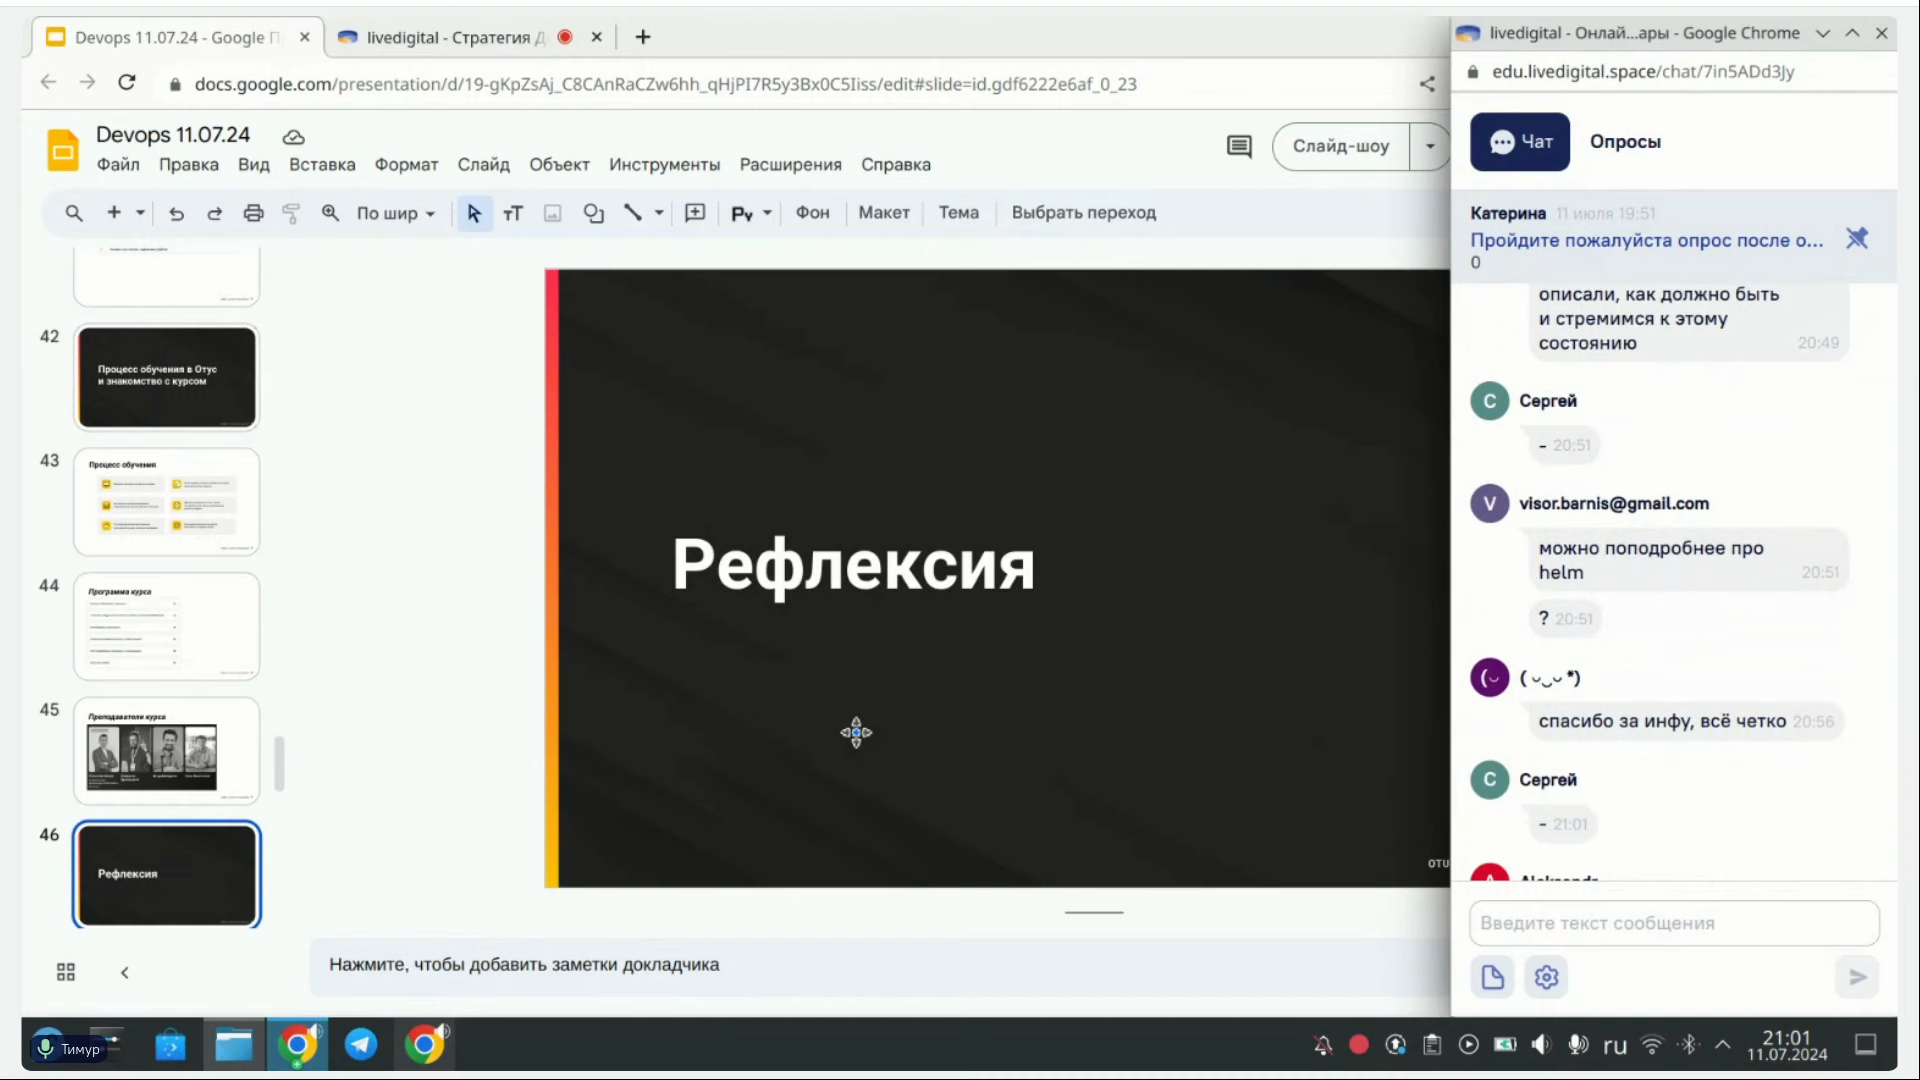 Devops 11.07.24 - Google П
livedigital - Стратегия Д
docs.google.com/presentation/d/19-gKpZsAj_C8CAnRaCZw6hh_qHjPI7R5y3Bx0C5Iiss/edit#slide=id.gdf6222e6af_0_23
Devops 11.07.24
Файл Правка Вид Вставка Формат Слайд Объект Инструменты Расширения Справка
Слайд-шоу
По шир
Фон Макет Тема Выбрать переход
42
Процесс обучения в Отус
и знакомство с курсом
43
Процесс обучения
44
Программа курса
45
Преподаватели курса
46
Рефлексия
Рефлексия
OTU
Нажмите, чтобы добавить заметки докладчика
livedigital - Онлай...ары - Google Chrome
edu.livedigital.space/chat/7in5ADd3Jy
Чат Опросы
Катерина 11 июля 19:51
Пройдите пожалуйста опрос после о...
0
описали, как должно быть
и стремимся к этому
состоянию 20:49
С Сергей
- 20:51
V visor.barnis@gmail.com
можно поподробнее про
helm 20:51
? 20:51
(ᴗ ( ᴗ‿ᴗ *)
спасибо за инфу, всё четко 20:56
С Сергей
- 21:01
A Aleksandr
Введите текст сообщения
Тимур
ru
21:01
11.07.2024